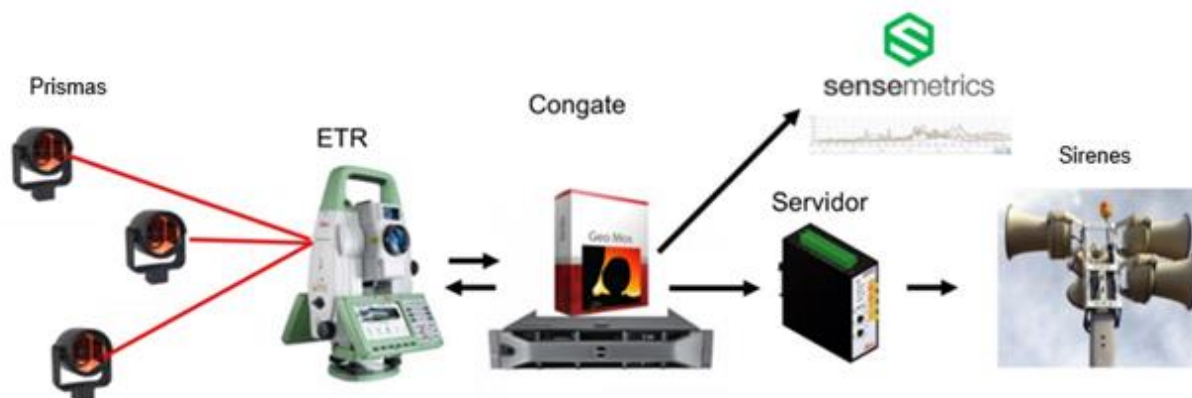 Prismas
ETR
Congate
Geo Mos
sensemetrics
Servidor
Sirenes